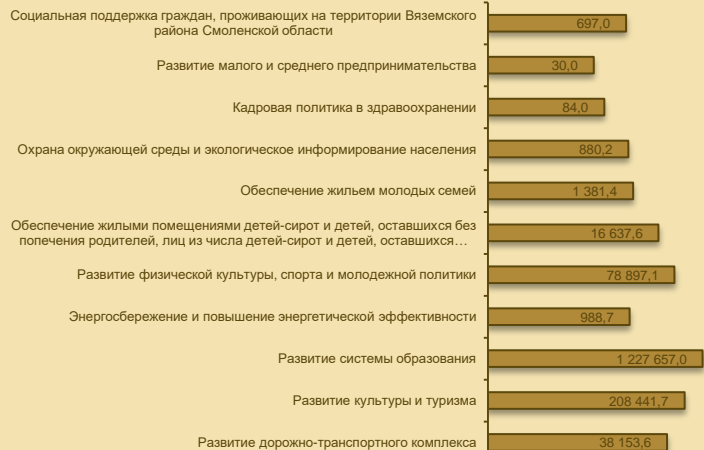 Социальная поддержка граждан, проживающих на территории Вяземского
района Смоленской области
697,0
Развитие малого и среднего предпринимательства
30,0
Кадровая политика в здравоохранении
84,0
Охрана окружающей среды и экологическое информирование населения
880,2
Обеспечение жильем молодых семей
1 381,4
Обеспечение жилыми помещениями детей-сирот и детей, оставшихся без
попечения родителей, лиц из числа детей-сирот и детей, оставшихся…
16 637,6
Развитие физической культуры, спорта и молодежной политики
78 897,1
Энергосбережение и повышение энергетической эффективности
988,7
Развитие системы образования
1 227 657,0
Развитие культуры и туризма
208 441,7
Развитие дорожно-транспортного комплекса
38 153,6